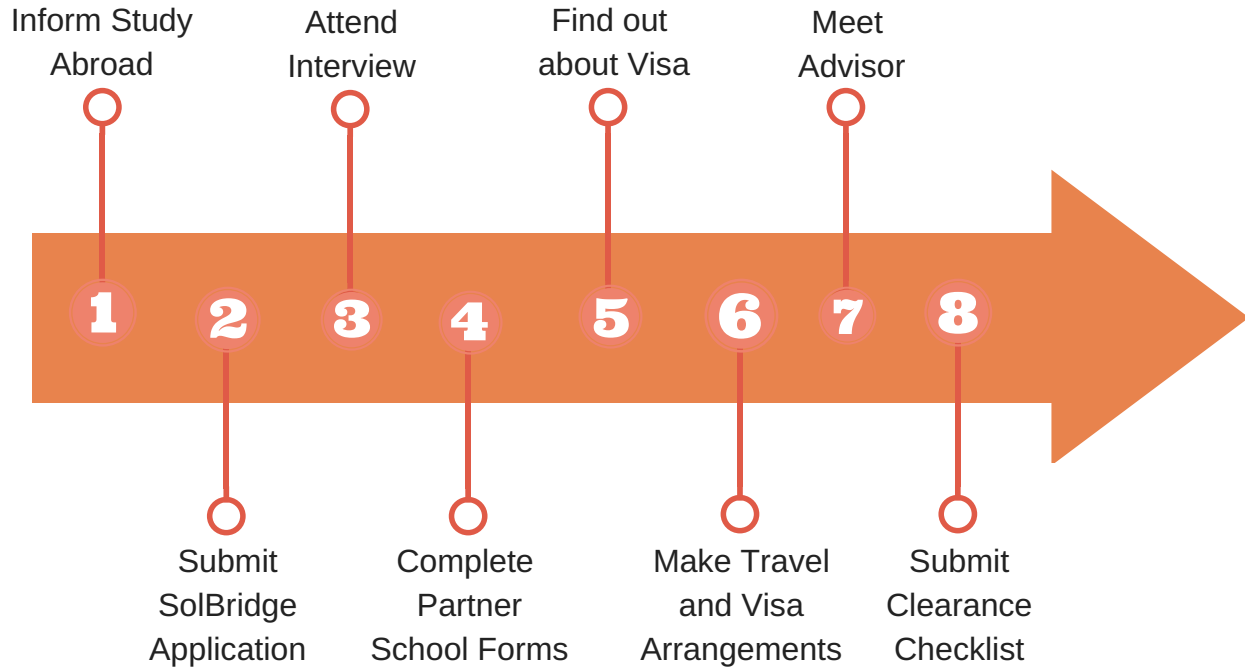 Inform Study
Abroad
Attend
Interview
Find out
about Visa
Meet
Advisor
1
2
3
4
5
6
7
8
Submit
SolBridge
Application
Complete
Partner
School Forms
Make Travel
and Visa
Arrangements
Submit
Clearance
Checklist